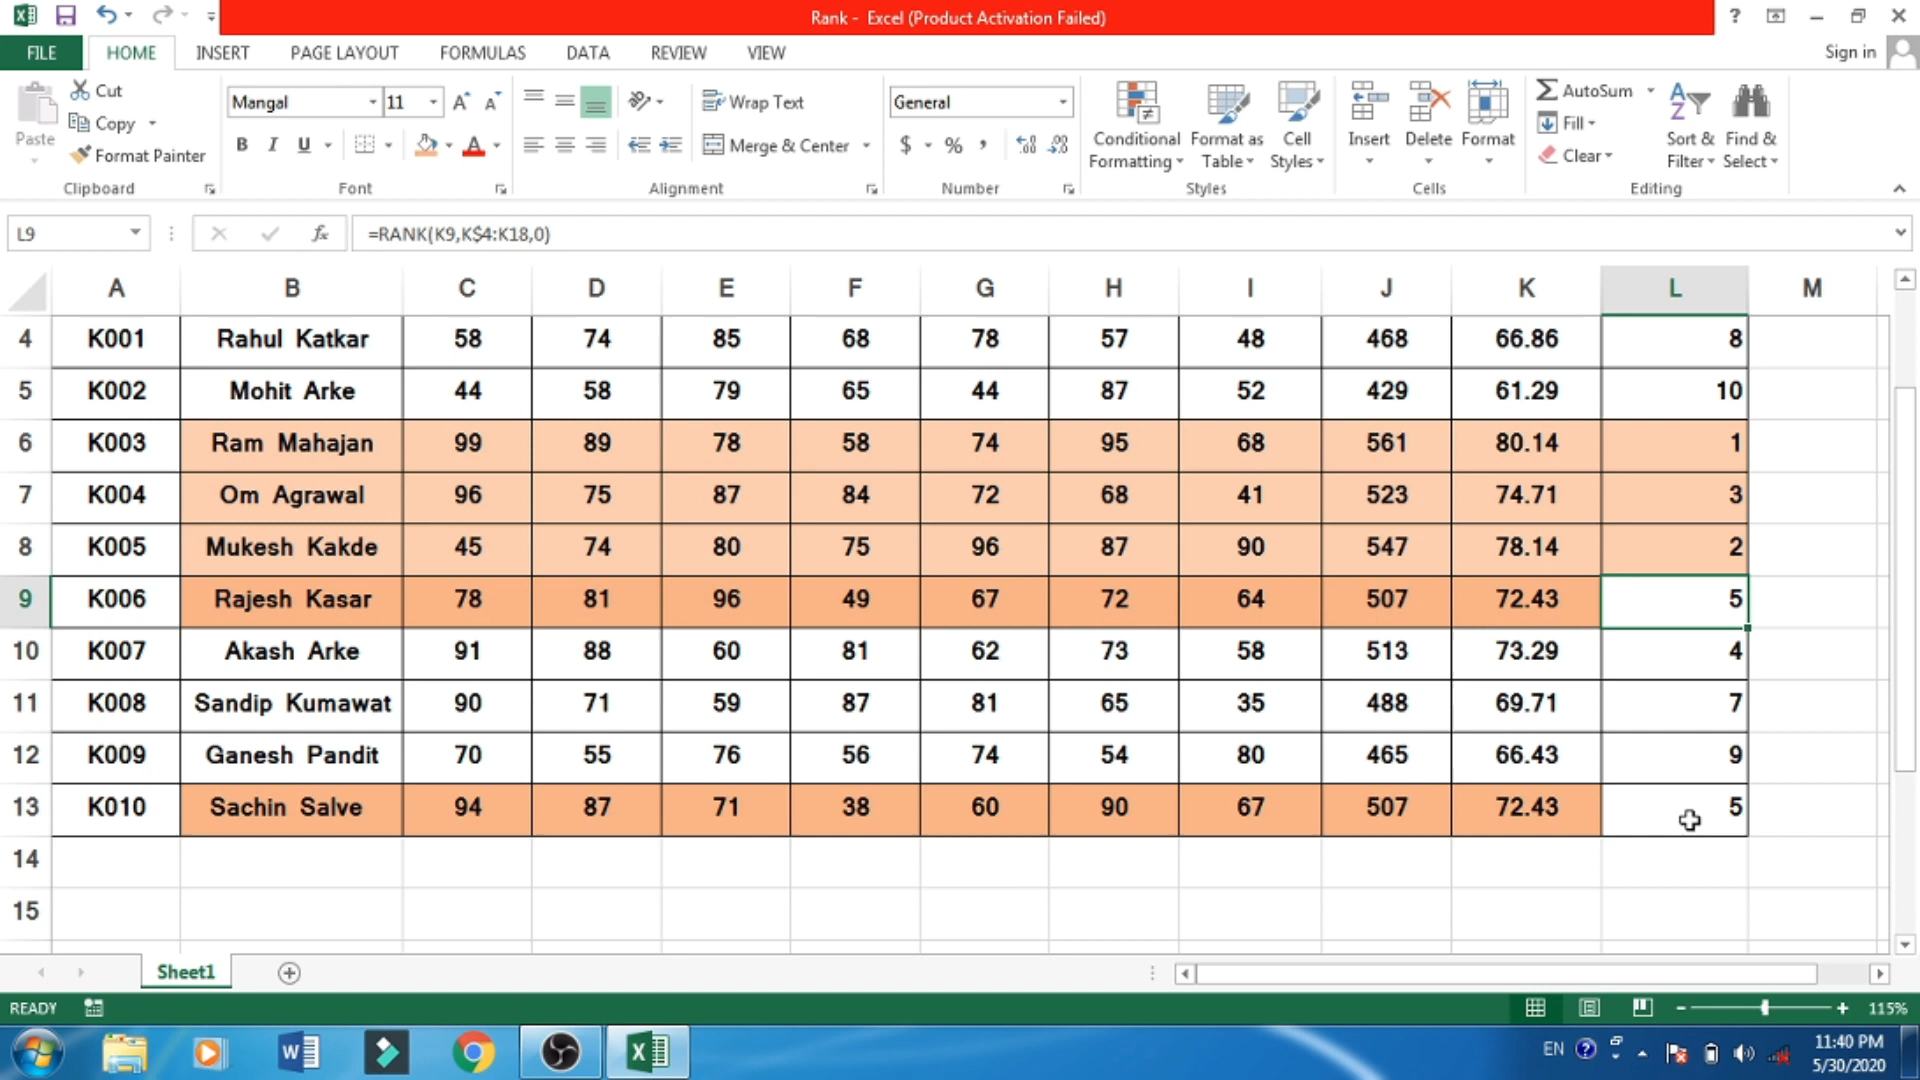 Rank - Excel (Product Activation Failed)
FILE HOME INSERT PAGE LAYOUT FORMULAS DATA REVIEW VIEW Sign in
Paste Cut Copy Format Painter Clipboard
Mangal 11 B I U A Font
Wrap Text Merge & Center Alignment
General $ % , Number
Conditional Formatting Format as Table Cell Styles Styles
Insert Delete Format Cells
AutoSum Fill Clear Sort & Filter Find & Select Editing
L9 fx =RANK(K9,K$4:K18,0)
A B C D E F G H I J K L M
4 K001 Rahul Katkar 58 74 85 68 78 57 48 468 66.86 8
5 K002 Mohit Arke 44 58 79 65 44 87 52 429 61.29 10
6 K003 Ram Mahajan 99 89 78 58 74 95 68 561 80.14 1
7 K004 Om Agrawal 96 75 87 84 72 68 41 523 74.71 3
8 K005 Mukesh Kakde 45 74 80 75 96 87 90 547 78.14 2
9 K006 Rajesh Kasar 78 81 96 49 67 72 64 507 72.43 5
10 K007 Akash Arke 91 88 60 81 62 73 58 513 73.29 4
11 K008 Sandip Kumawat 90 71 59 87 81 65 35 488 69.71 7
12 K009 Ganesh Pandit 70 55 76 56 74 54 80 465 66.43 9
13 K010 Sachin Salve 94 87 71 38 60 90 67 507 72.43 5
14
15
Sheet1
READY 115%
EN 11:40 PM
5/30/2020